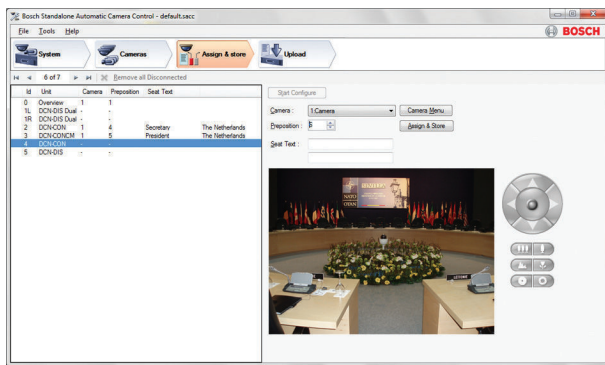 Bosch Standalone Automatic Camera Control - default.sacc
File Tools Help
BOSCH
System Cameras Assign & store Upload
6 of 7 Remove all Disconnected
Id Unit Camera Preposition Seat Text
0 Overview 1 1
1L DCN-DIS Dual - -
1R DCN-DIS Dual - -
2 DCN-CON 1 4 Secretary The Netherlands
3 DCN-CONCM 1 5 President The Netherlands
4 DCN-CON - -
5 DCN-DIS - -
Start Configure
Camera : 1:Camera Camera Menu
Preposition : Assign & Store
Seat Text :
NATO
OTAN